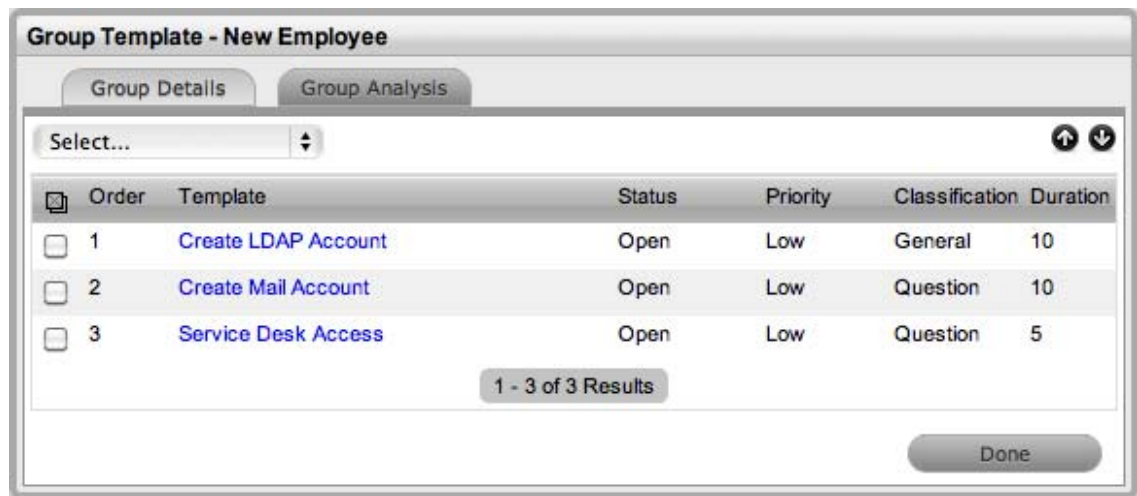 Group Template - New Employee
Group Details Group Analysis
Select...
Order Template Status Priority Classification Duration
1 Create LDAP Account Open Low General 10
2 Create Mail Account Open Low Question 10
3 Service Desk Access Open Low Question 5
1 - 3 of 3 Results
Done